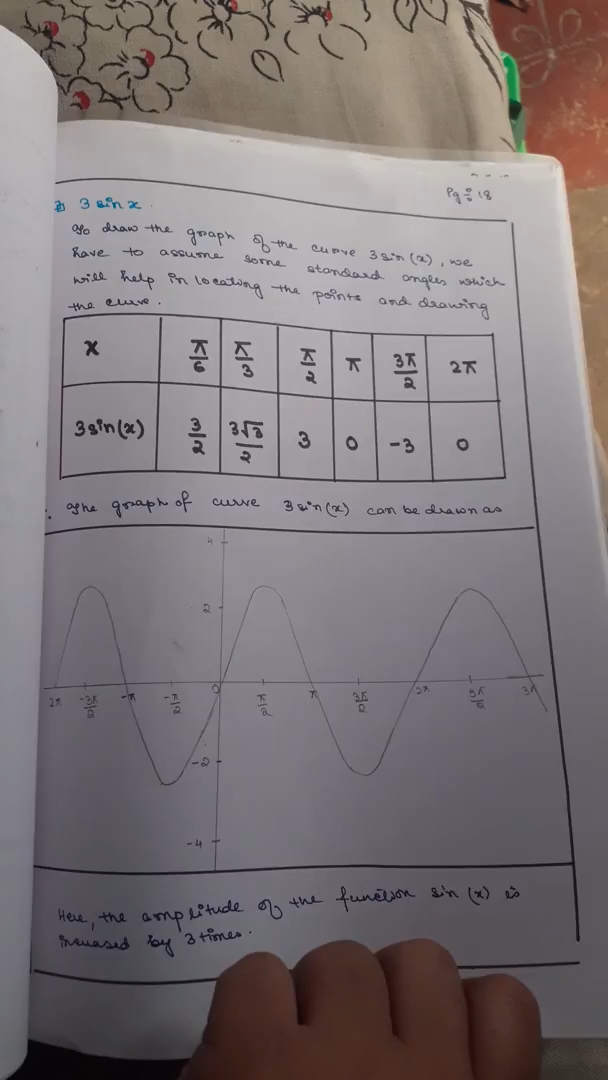 Pg: 18
3 sin x.
To draw the graph of the curve 3 sin(x), we
have to assume some standard angles which
will help in locating the points and drawing
the curve.
x π/6 π/3 π/2 π 3π/2 2π
3 sin(x) 3/2 3√3/2 3 0 -3 0
The graph of curve 3 sin(x) can be drawn as
4
2
2π -3π/2 -π -π/2 0 π/2 π 3π/2 2π 3π
-2
-4
Here, the amplitude of the function sin (x) is
increased by 3 times.